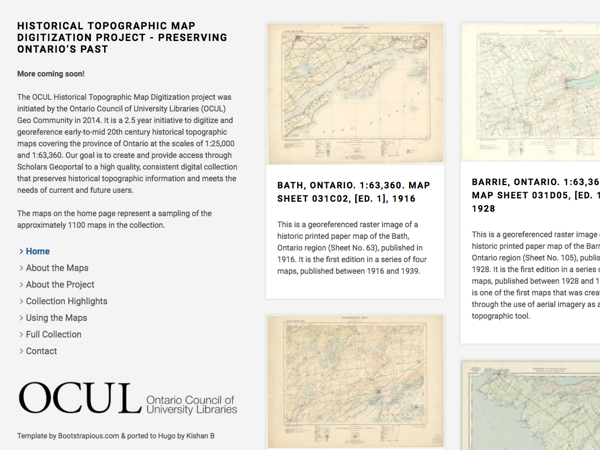 HISTORICAL TOPOGRAPHIC MAP
DIGITIZATION PROJECT - PRESERVING
ONTARIO'S PAST
More coming soon!
The OCUL Historical Topographic Map Digitization project was
initiated by the Ontario Council of University Libraries (OCUL)
Geo Community in 2014. It is a 2.5 year initiative to digitize and
georeference early-to-mid 20th century historical topographic
maps covering the province of Ontario at the scales of 1:25,000
and 1:63,360. Our goal is to create and provide access through
Scholars Geoportal to a high quality, consistent digital collection
that preserves historical topographic information and meets the
needs of current and future users.
The maps on the home page represent a sampling of the
approximately 1100 maps in the collection.
Home
About the Maps
About the Project
Collection Highlights
Using the Maps
Full Collection
Contact
OCUL Ontario Council of
University Libraries
Template by Bootstrapious.com & ported to Hugo by Kishan B
BATH, ONTARIO. 1:63,360. MAP
SHEET 031C02, [ED. 1], 1916
This is a georeferenced raster image of a
historic printed paper map of the Bath,
Ontario region (Sheet No. 63), published in
1916. It is the first edition in a series of four
maps, published between 1916 and 1939.
BARRIE, ONTARIO. 1:63,36
MAP SHEET 031D05, [ED. 1
1928
This is a georeferenced raster image
historic printed paper map of the Barr
Ontario region (Sheet No. 105), publis
1928. It is the first edition in a series o
maps, published between 1928 and 1
is one of the first maps that was crea
through the use of aerial imagery as a
topographic tool.